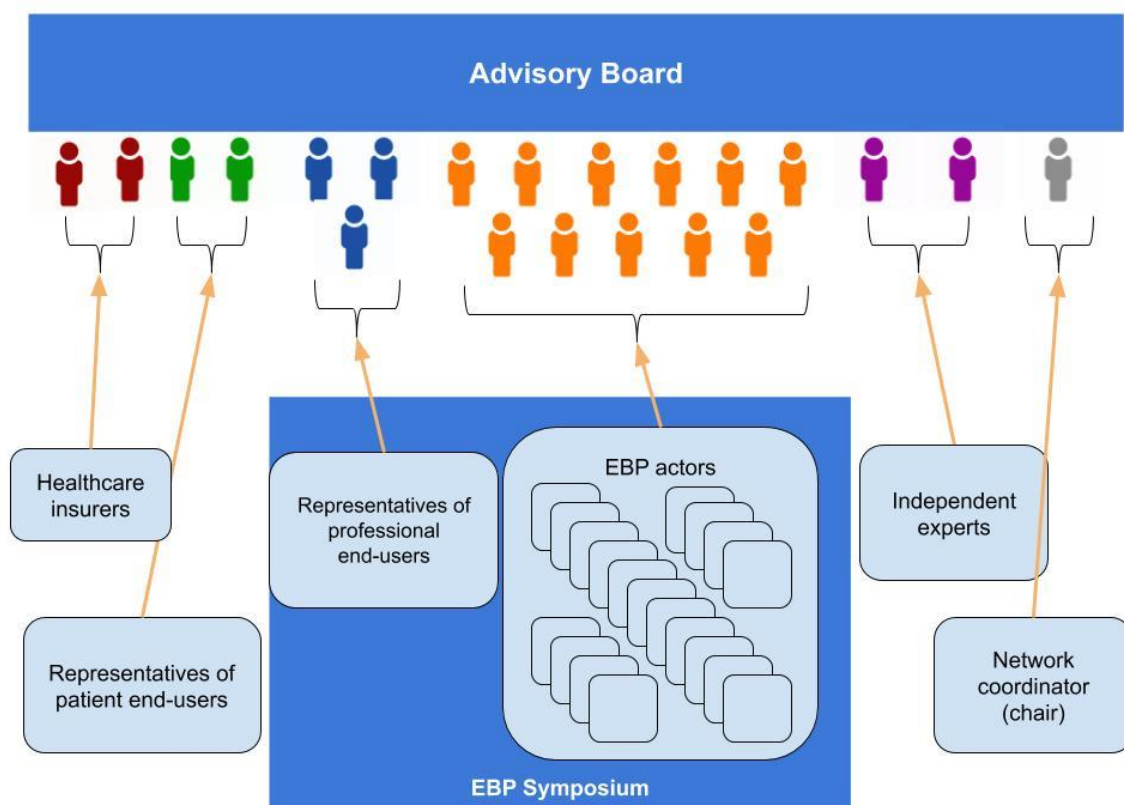 Advisory Board
Healthcare
insurers
Representatives of
patient end-users
Representatives of
professional
end-users
EBP actors
EBP Symposium
Independent
experts
Network
coordinator
(chair)